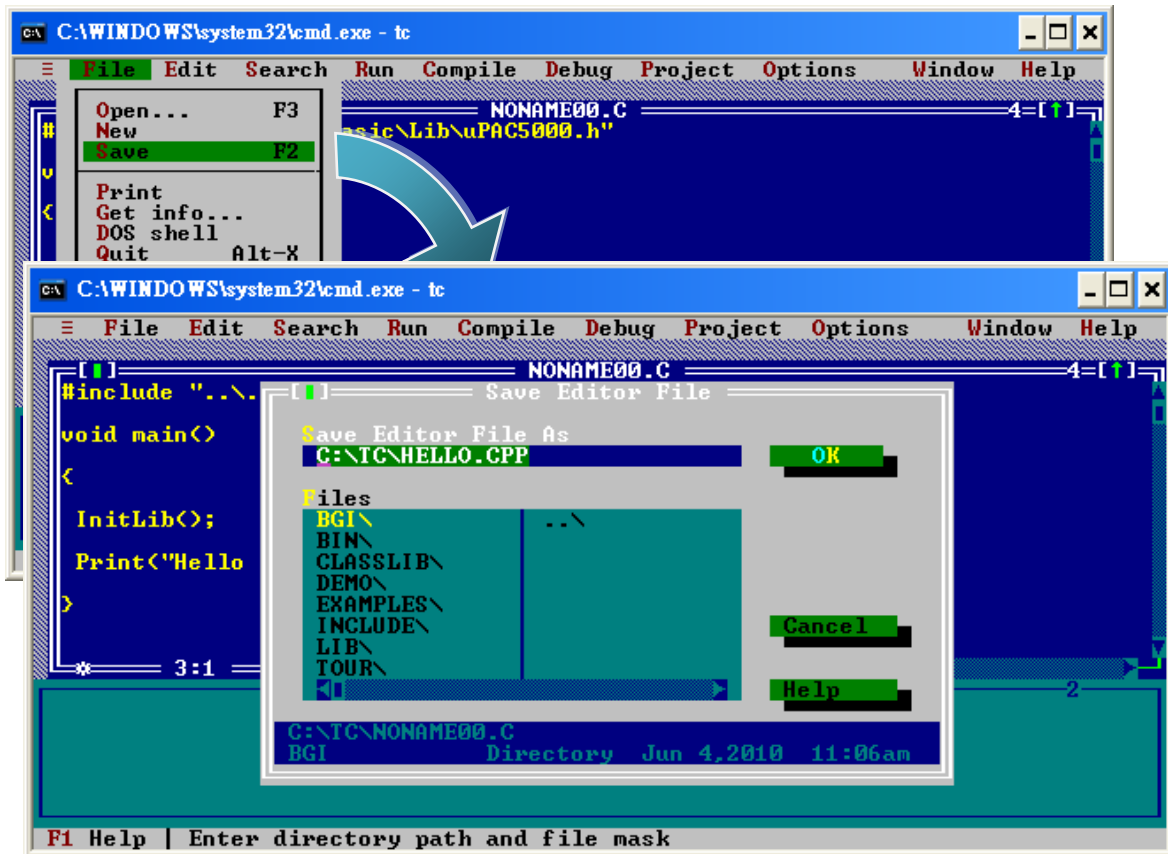 C:\WINDOWS\system32\cmd.exe - tc
≡ File Edit Search Run Compile Debug Project Options Window Help
NONAME00.C 4=[↑]
Open... F3
New
Save F2
Print
Get info...
DOS shell
Quit Alt-X
# asic\Lib\uPAC5000.h"
v
{
C:\WINDOWS\system32\cmd.exe - tc
≡ File Edit Search Run Compile Debug Project Options Window Help
[▮] NONAME00.C 4=[↑]
#include "..\.
void main()
{
InitLib();
Print("Hello
}
3:1
[▮] Save Editor File
Save Editor File As
C:\TC\HELLO.CPP OK
Files
BGI\ ..\
BIN\
CLASSLIB\
DEMO\
EXAMPLES\
INCLUDE\
LIB\
TOUR\
Cancel
Help
C:\TC\NONAME00.C
BGI Directory Jun 4,2010 11:06am
2
F1 Help | Enter directory path and file mask